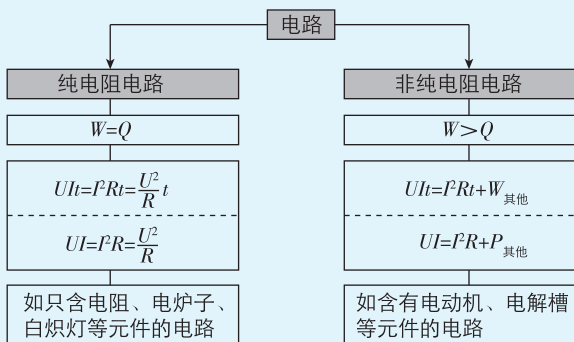 电路
纯电阻电路
W=Q
UIt=I²Rt=\frac{U²}{R}t
UI=I²R=\frac{U²}{R}
如只含电阻、电炉子、
白炽灯等元件的电路
非纯电阻电路
W>Q
UIt=I²Rt+W其他
UI=I²R+P其他
如含有电动机、电解槽
等元件的电路